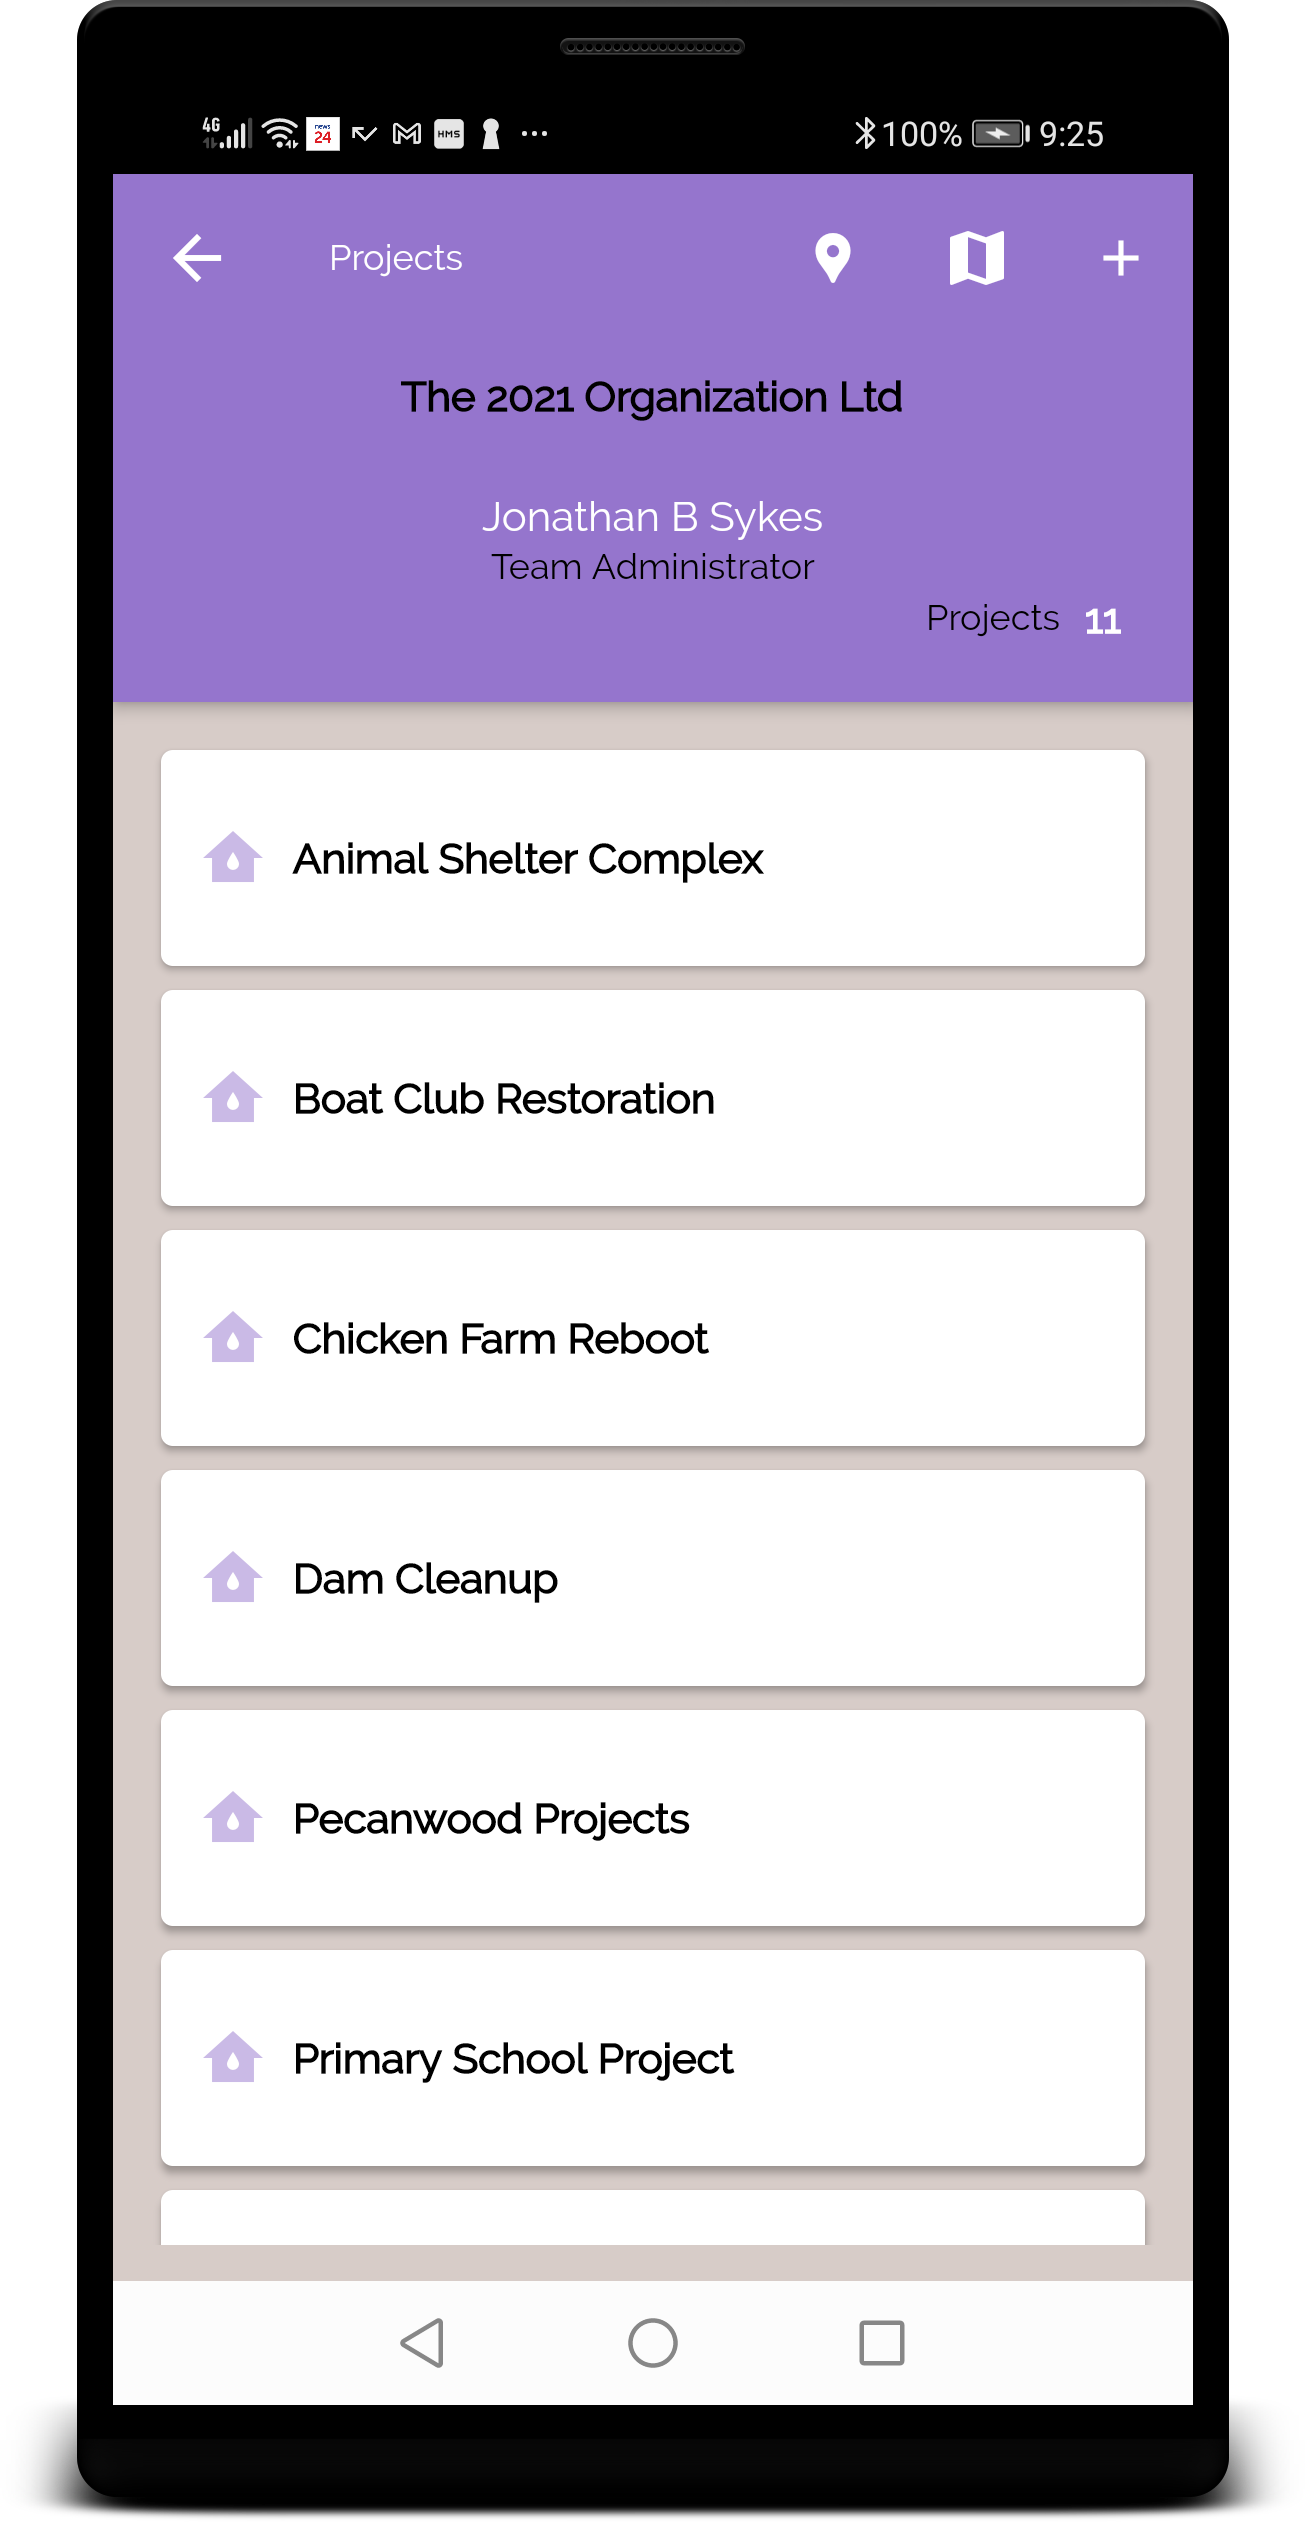 4G
news
24
HMS
100%
9:25
Projects
The 2021 Organization Ltd
Jonathan B Sykes
Team Administrator
Projects 11
Animal Shelter Complex
Boat Club Restoration
Chicken Farm Reboot
Dam Cleanup
Pecanwood Projects
Primary School Project